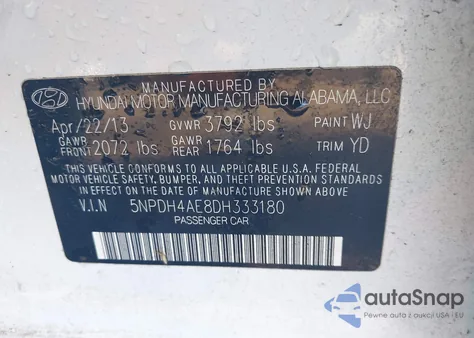 MANUFACTURED BY
HYUNDAI MOTOR MANUFACTURING ALABAMA, LLC
Apr/22/13 GVWR 3792 lbs PAINT WJ
GAWR FRONT 2072 lbs GAWR REAR 1764 lbs TRIM YD
THIS VEHICLE CONFORMS TO ALL APPLICABLE U.S.A. FEDERAL
MOTOR VEHICLE SAFETY, BUMPER, AND THEFT PREVENTION
STANDARDS IN EFFECT ON THE DATE OF MANUFACTURE SHOWN ABOVE
V.I.N 5NPDH4AE8DH333180
PASSENGER CAR
autoSnap
Pewne auta z aukcji USA i EU